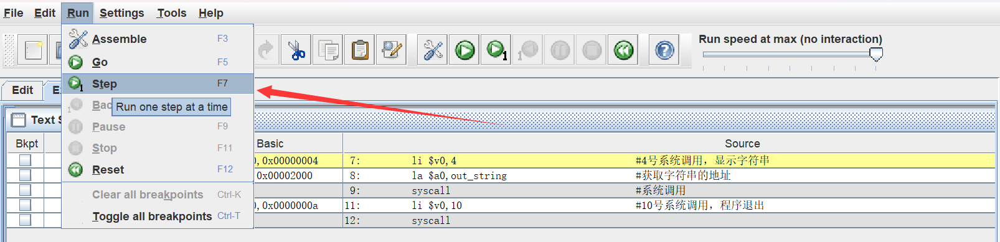 File Edit Run Settings Tools Help
Assemble F3
Go F5
Step F7
Bac
Run one step at a time
Pause F9
Stop F11
Reset F12
Clear all breakpoints Ctrl-K
Toggle all breakpoints Ctrl-T
1 1
Run speed at max (no interaction)
Edit E
Text S
Bkpt Basic Source
0,0x00000004 7: li $v0,4 #4号系统调用，显示字符串
0x00002000 8: la $a0,out_string #获取字符串的地址
9: syscall #系统调用
0,0x0000000a 11: li $v0,10 #10号系统调用，程序退出
12: syscall